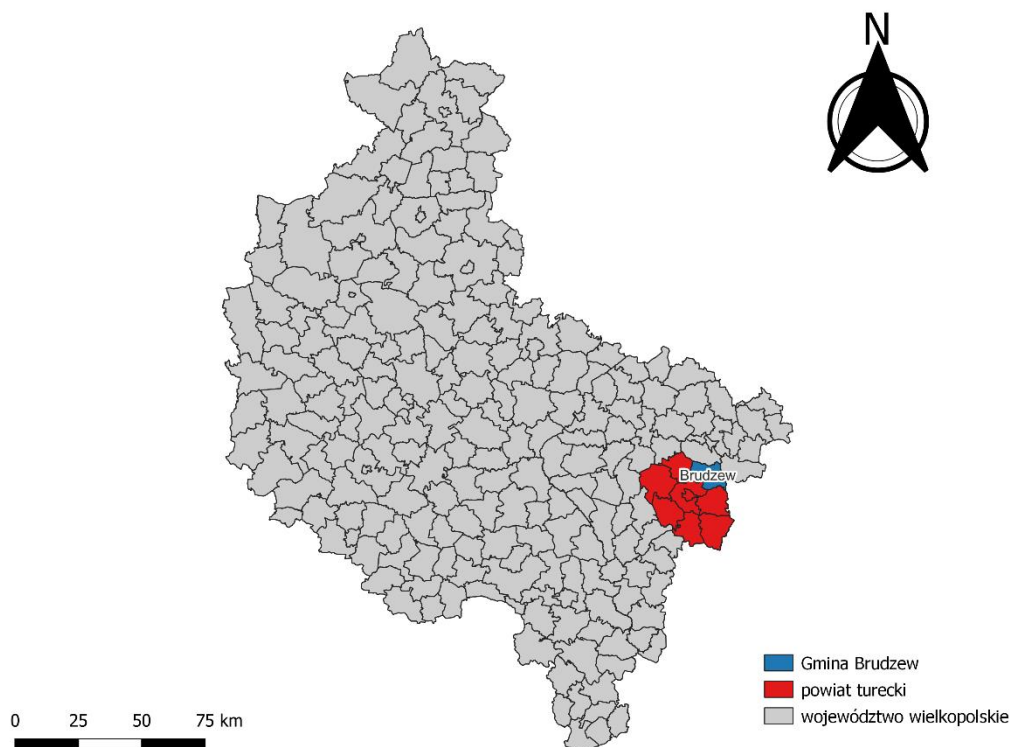 N
Brudzew
Gmina Brudzew
powiat turecki
województwo wielkopolskie
0 25 50 75 km